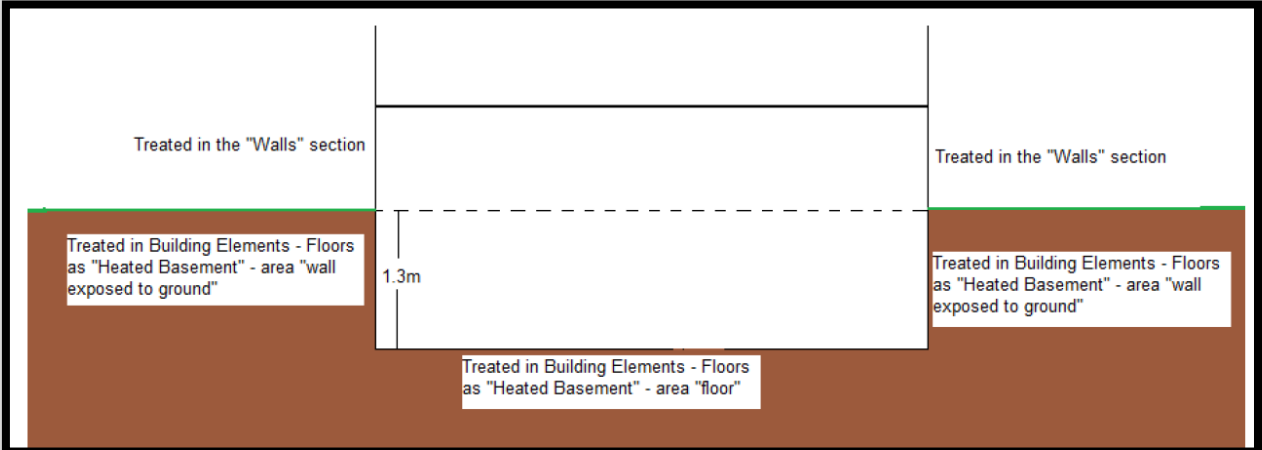 Treated in the "Walls" section
Treated in the "Walls" section
Treated in Building Elements - Floors
as "Heated Basement" - area "wall
exposed to ground"
1.3m
Treated in Building Elements - Floors
as "Heated Basement" - area "wall
exposed to ground"
Treated in Building Elements - Floors
as "Heated Basement" - area "floor"